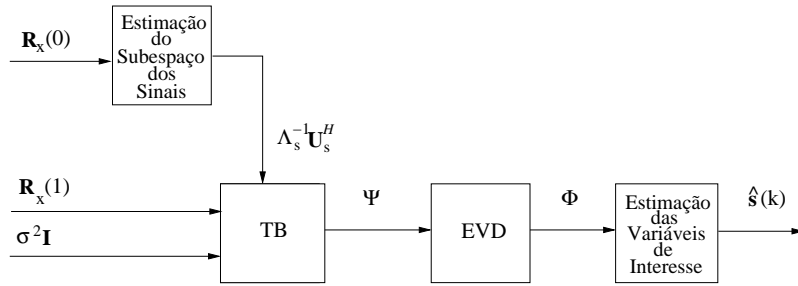 R_x(0)
Estimação
do
Subespaço
dos
Sinais
Λ_s^{-1} U_s^H
R_x(1)
σ²I
TB
Ψ
EVD
Φ
Estimação
das
Variáveis
de
Interesse
ŝ(k)